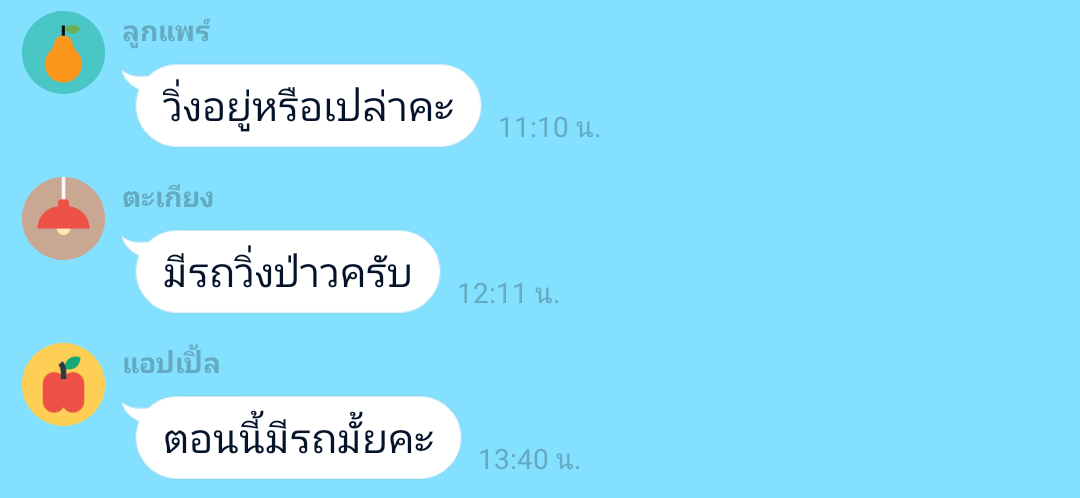 ลูกแพร์
วิ่งอยู่หรือเปล่าคะ
11:10 น.
ตะเกียง
มีรถวิ่งป่าวครับ
12:11 น.
แอปเปิ้ล
ตอนนี้มีรถมั้ยคะ
13:40 น.